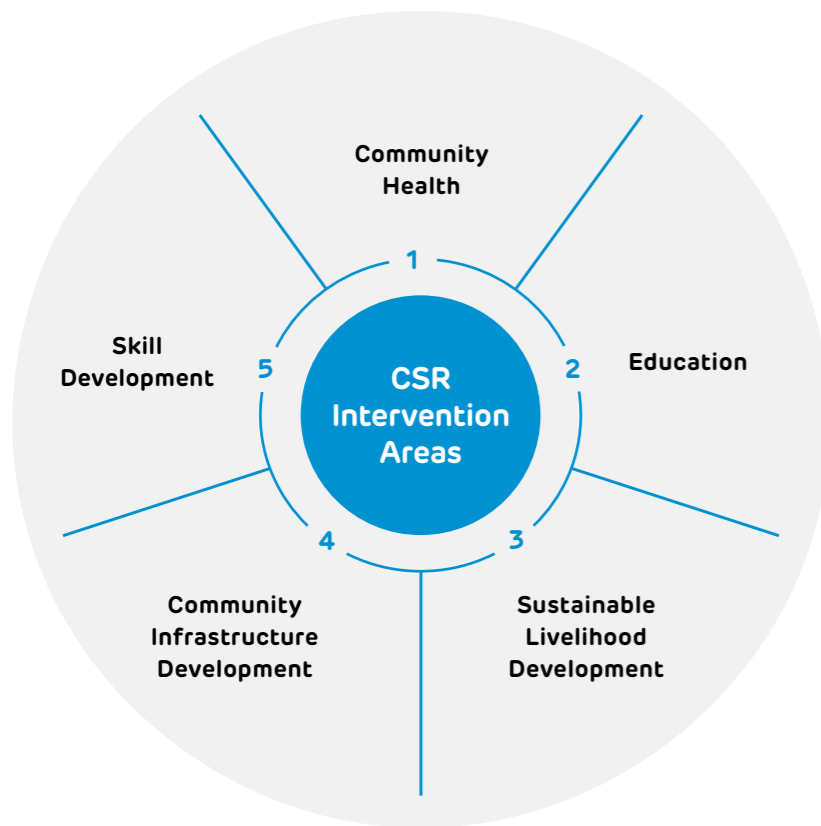 CSR
Intervention
Areas
1
Community
Health
2
Education
3
Sustainable
Livelihood
Development
4
Community
Infrastructure
Development
5
Skill
Development